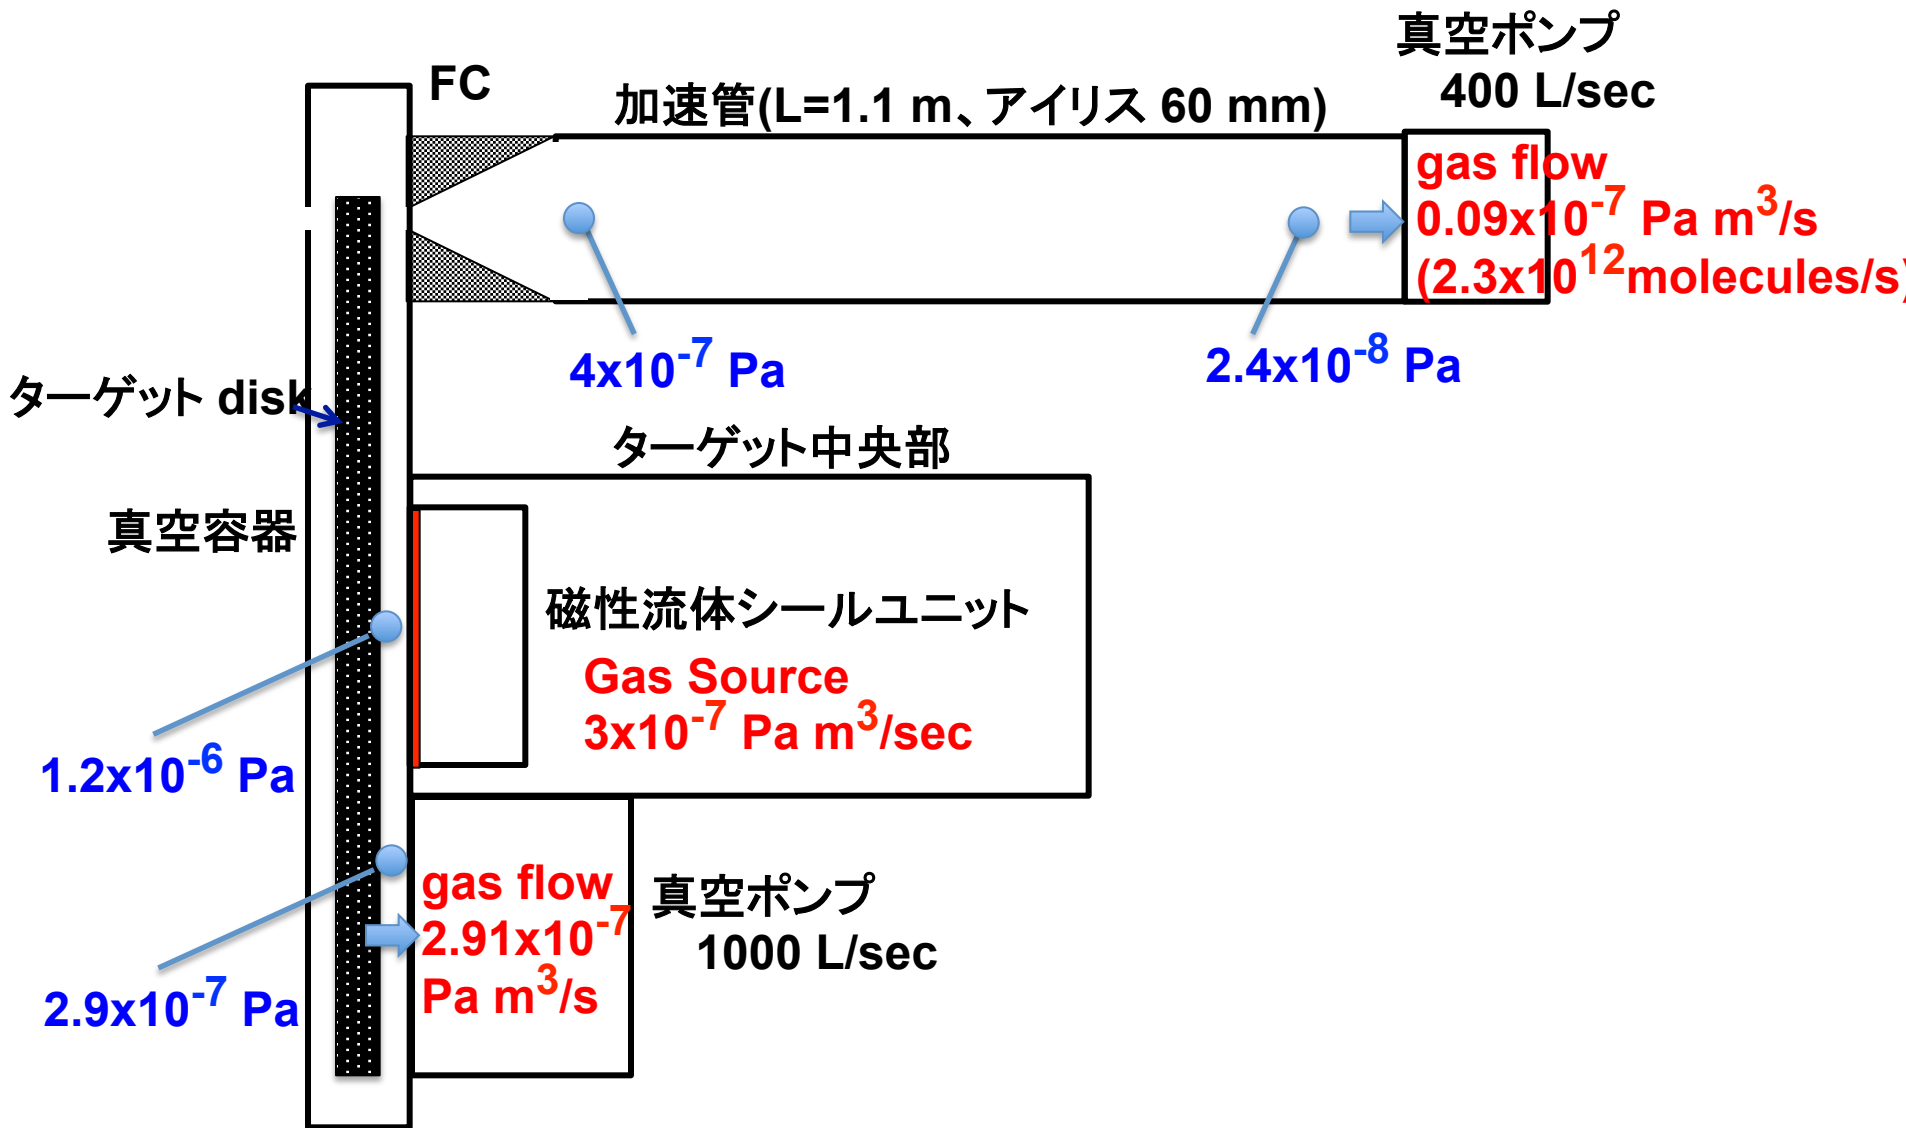 真空ポンプ
400 L/sec
FC
加速管(L=1.1 m、アイリス 60 mm)
gas flow
0.09x10⁻⁷ Pa m³/s
(2.3x10¹²molecules/s)
4x10⁻⁷ Pa
2.4x10⁻⁸ Pa
ターゲット disk
ターゲット中央部
真空容器
磁性流体シールユニット
Gas Source
3x10⁻⁷ Pa m³/sec
1.2x10⁻⁶ Pa
gas flow
2.91x10⁻⁷
Pa m³/s
真空ポンプ
1000 L/sec
2.9x10⁻⁷ Pa